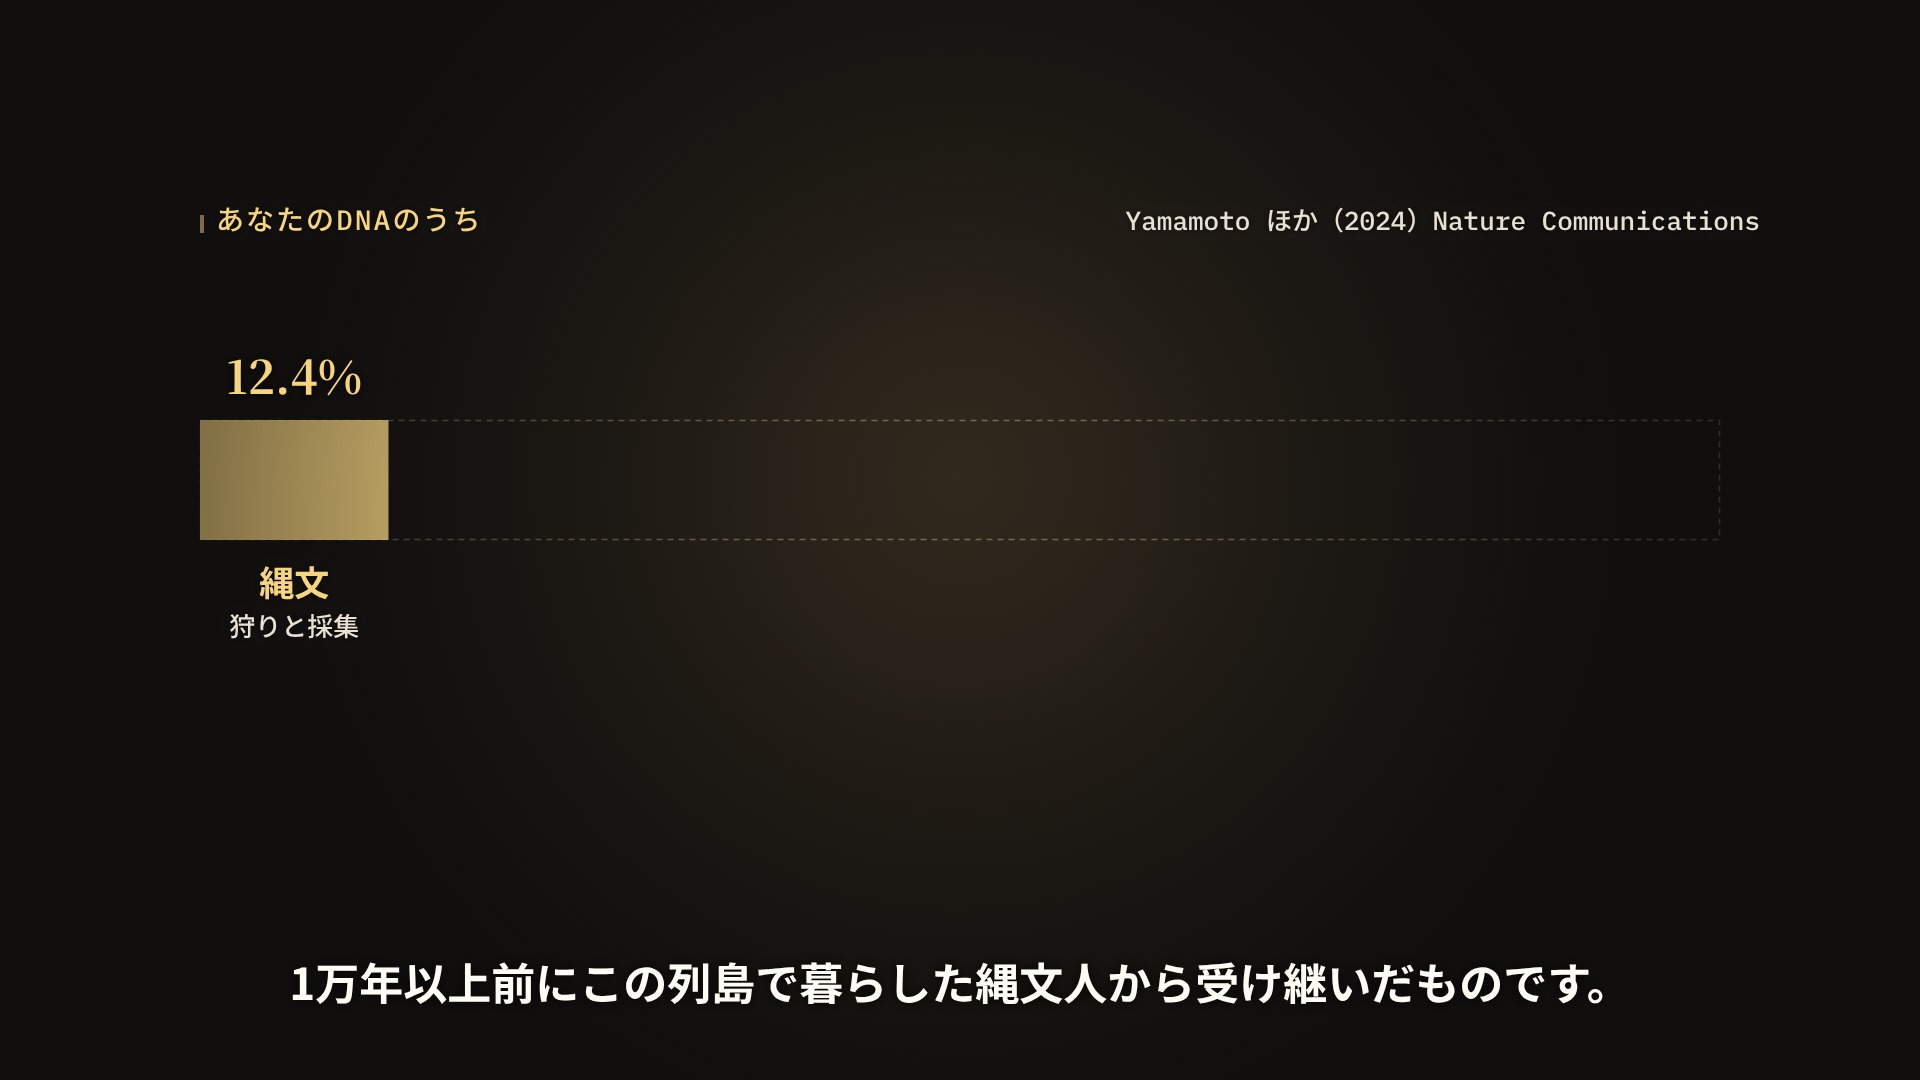 あなたのDNAのうち
Yamamoto ほか（2024）Nature Communications
12.4%
縄文
狩りと採集
1万年以上前にこの列島で暮らした縄文人から受け継いだものです。